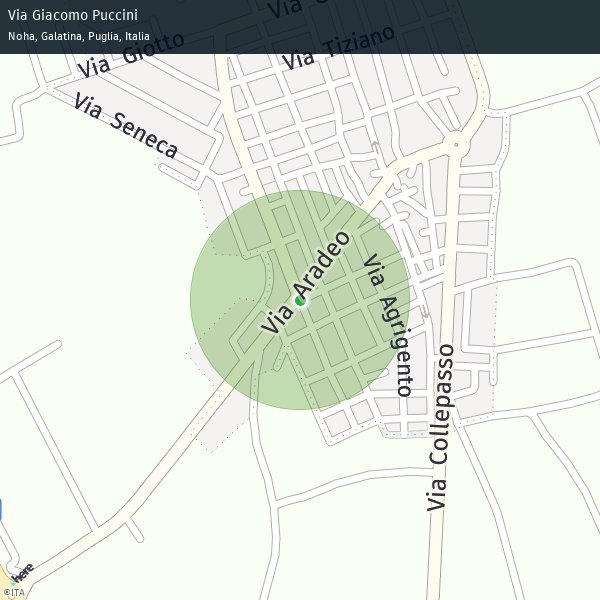 Via Giacomo Puccini
Noha, Galatina, Puglia, Italia
Via Giotto
Via Tiziano
Via Seneca
Via Aradeo
Via Agrigento
Via Collepasso
here
©ITA